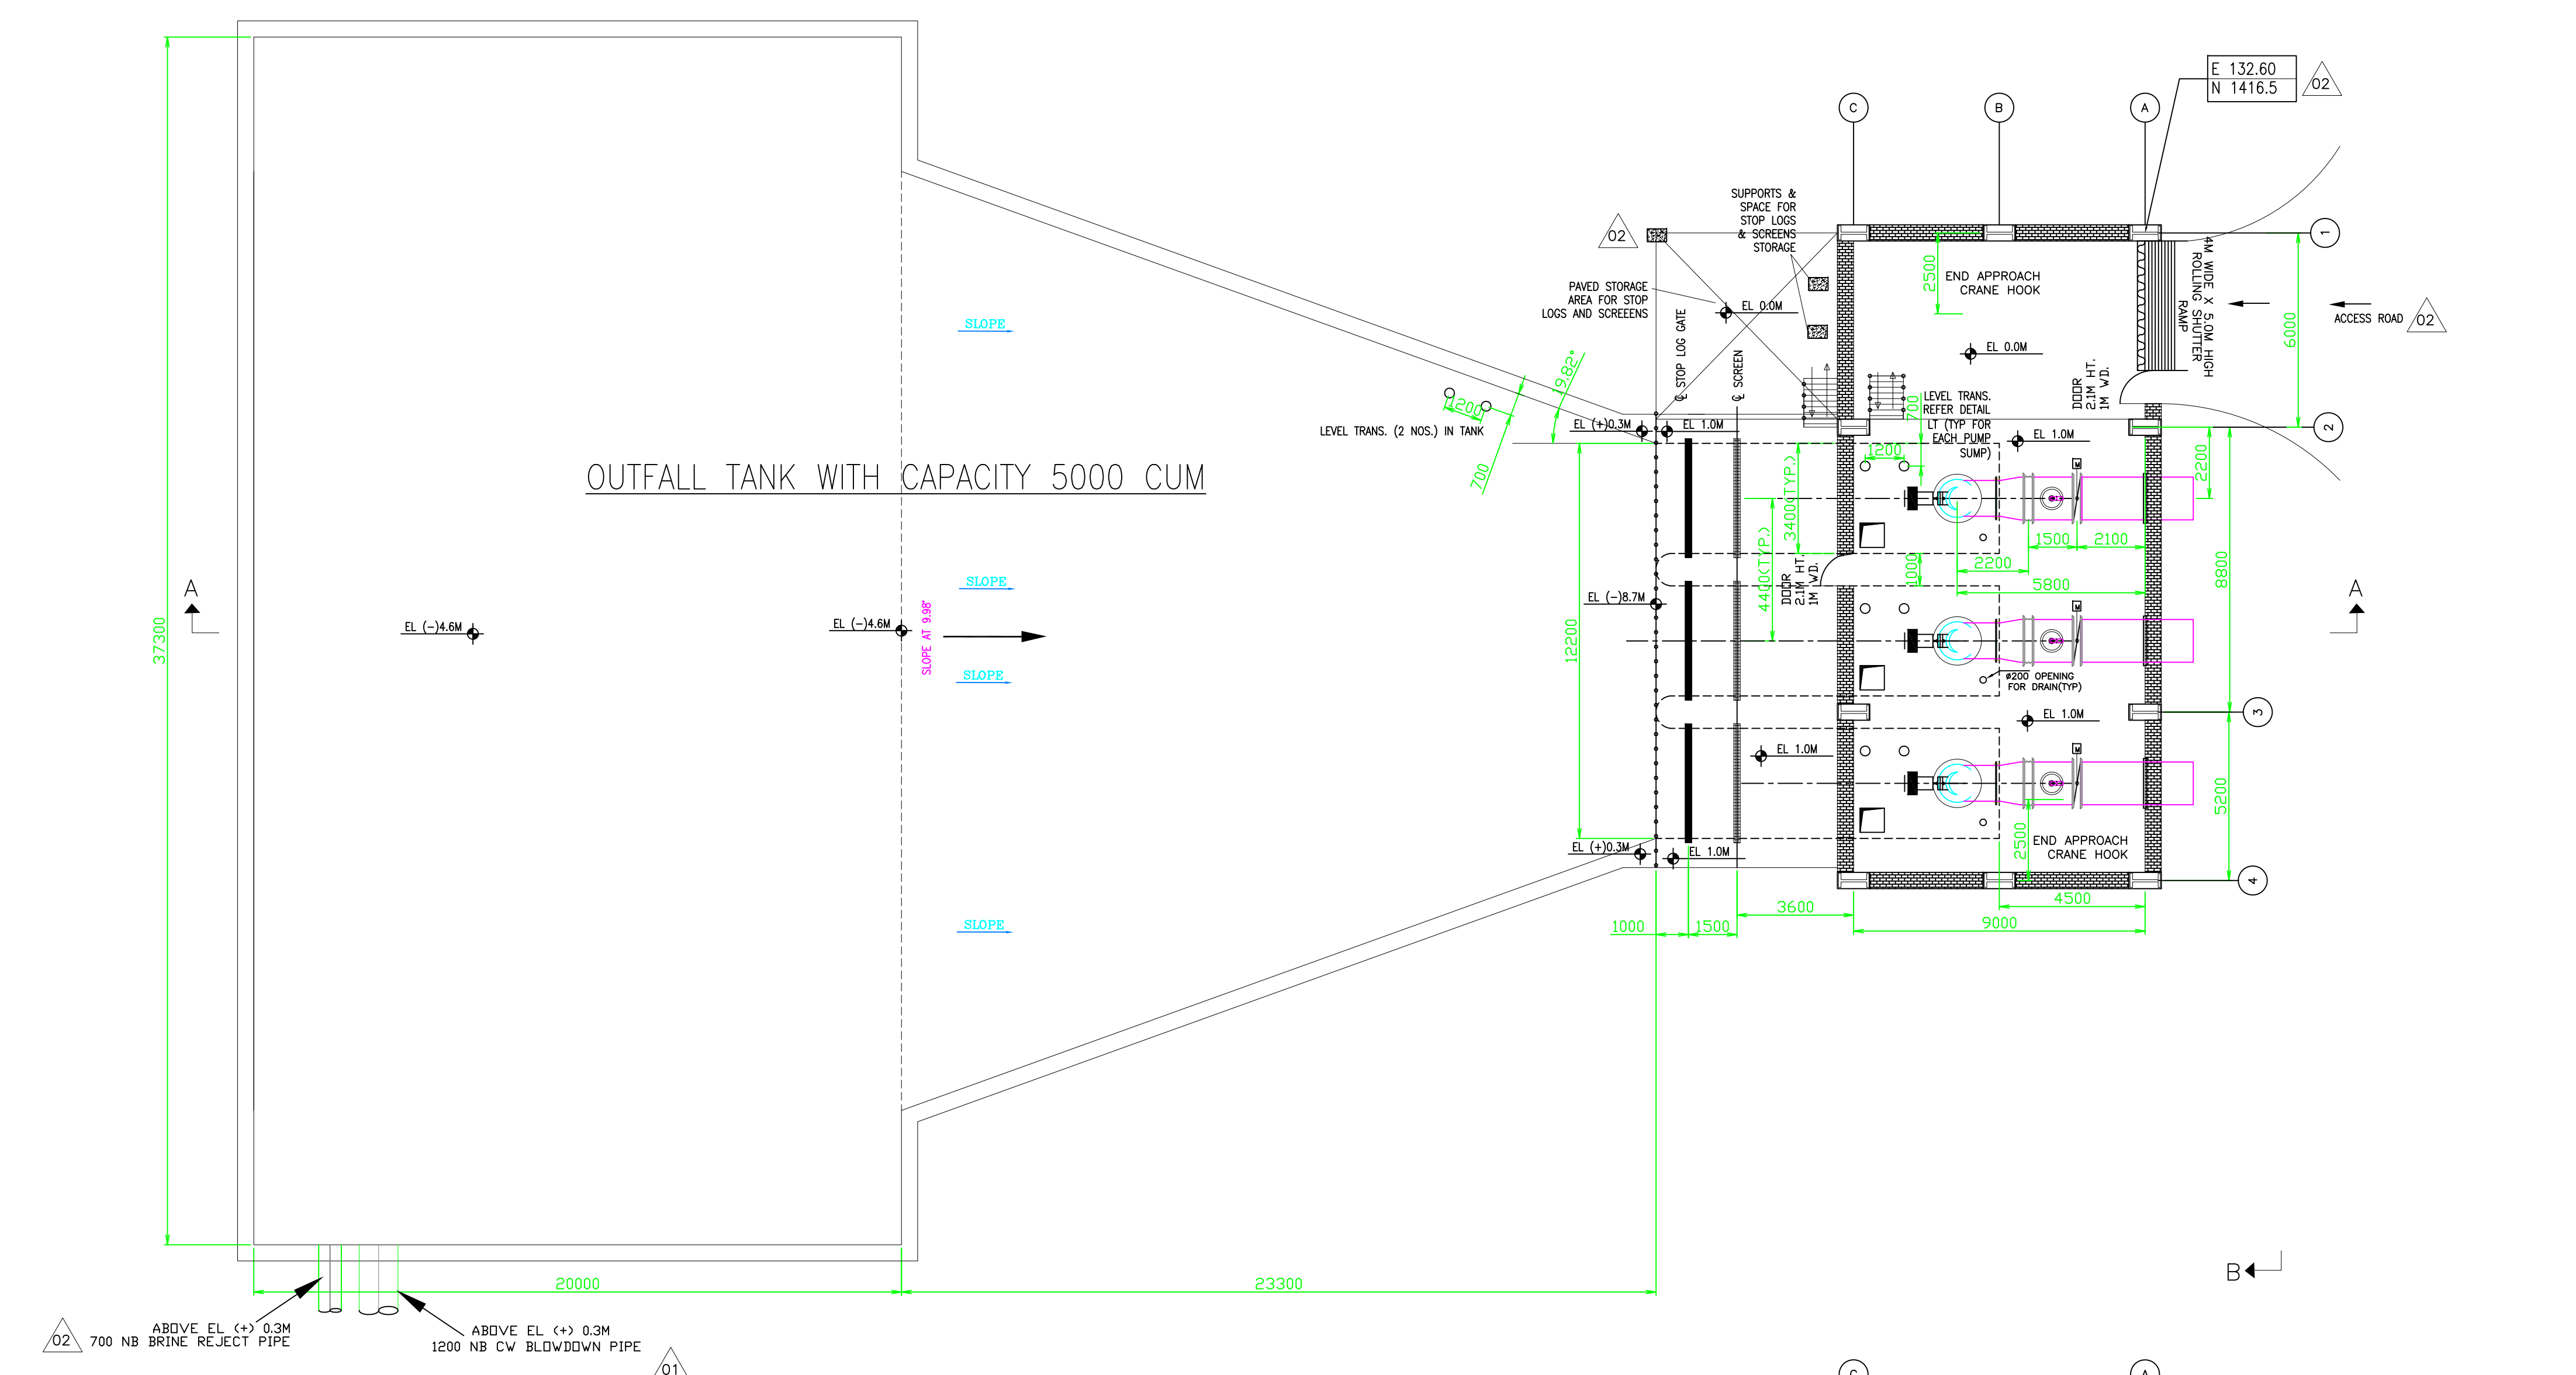 E 132.60
N 1416.5
02
C
B
A
SUPPORTS &
SPACE FOR
STOP LOGS
& SCREENS
STORAGE
02
1
END APPROACH
CRANE HOOK
2500
PAVED STORAGE
AREA FOR STOP
LOGS AND SCREEENS
EL 0.0M
4M WIDE X 5.0M HIGH
ROLLING SHUTTER
RAMP
6000
ACCESS ROAD
02
SLOPE
℄ STOP LOG GATE
℄ SCREEN
EL 0.0M
DOOR
2.1M HT.
1M WD.
19.82°
1200
700
LEVEL TRANS.
REFER DETAIL
LT (TYP FOR
EACH PUMP
SUMP)
700
LEVEL TRANS. (2 NOS.) IN TANK
EL (+)0.3M
EL 1.0M
EL 1.0M
2
1200
M
2200
OUTFALL TANK WITH CAPACITY 5000 CUM
3400(TYP.)
4400(TYP.)
1500
2100
2200
1000
5800
8800
DOOR
2.1M HT.
1M WD.
A
A
SLOPE
EL (-)8.7M
EL (-)4.6M
EL (-)4.6M
SLOPE AT 9.98°
M
37300
12200
SLOPE
ø200 OPENING
FOR DRAIN(TYP)
EL 1.0M
3
EL 1.0M
M
5200
2500
END APPROACH
CRANE HOOK
EL (+)0.3M
EL 1.0M
4
4500
3600
9000
SLOPE
1000
1500
B
20000
23300
02
ABOVE EL (+) 0.3M
700 NB BRINE REJECT PIPE
ABOVE EL (+) 0.3M
1200 NB CW BLOWDOWN PIPE
01
C
A